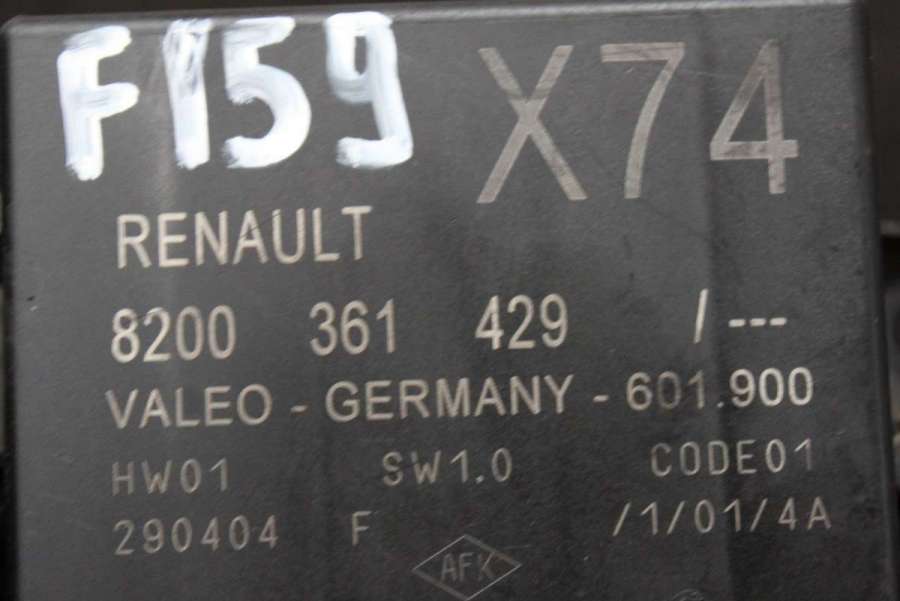 F159 X74
RENAULT
8200 361 429 /---
VALEO - GERMANY - 601.900
HW01 SW1.0 CODE01
290404 F /1/01/4A
AFK